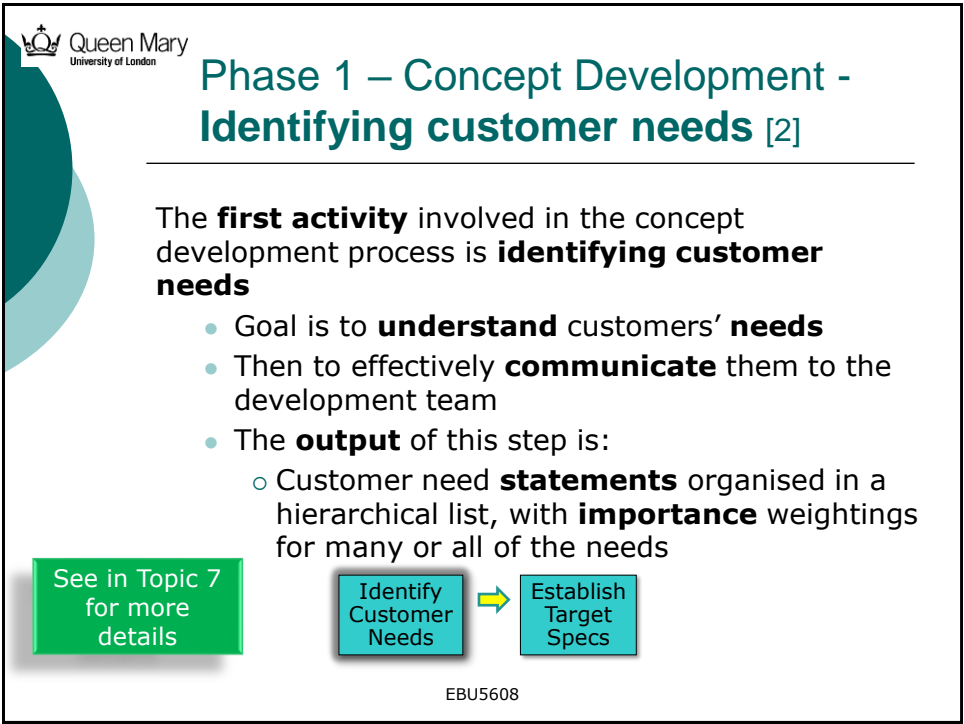 Queen Mary
University of London
Phase 1 – Concept Development -
Identifying customer needs [2]
The first activity involved in the concept
development process is identifying customer
needs
Goal is to understand customers’ needs
Then to effectively communicate them to the
development team
The output of this step is:
Customer need statements organised in a
hierarchical list, with importance weightings
for many or all of the needs
See in Topic 7
for more
details
Identify
Customer
Needs
Establish
Target
Specs
EBU5608